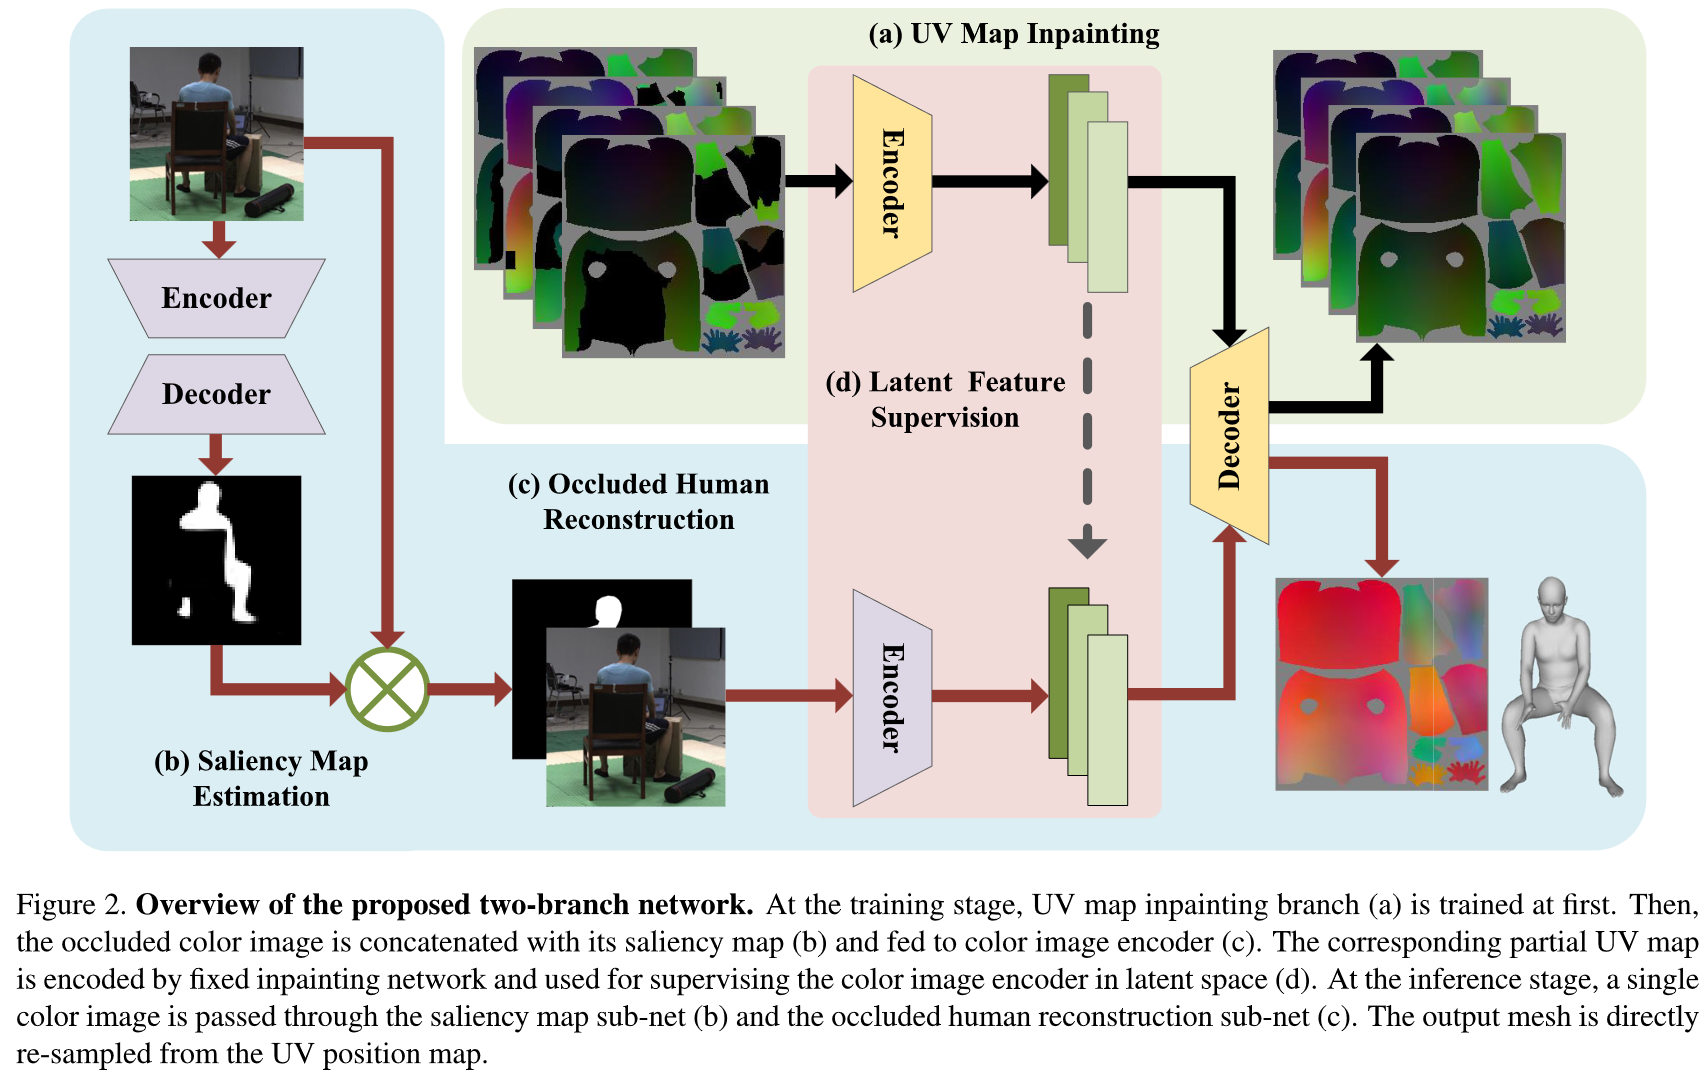 (a) UV Map Inpainting
Encoder
Encoder
Decoder
(d) Latent  Feature
Supervision
Decoder
(c) Occluded Human
Reconstruction
Encoder
(b) Saliency Map
Estimation
Figure 2. Overview of the proposed two-branch network. At the training stage, UV map inpainting branch (a) is trained at first. Then,
the occluded color image is concatenated with its saliency map (b) and fed to color image encoder (c). The corresponding partial UV map
is encoded by fixed inpainting network and used for supervising the color image encoder in latent space (d). At the inference stage, a single
color image is passed through the saliency map sub-net (b) and the occluded human reconstruction sub-net (c). The output mesh is directly
re-sampled from the UV position map.